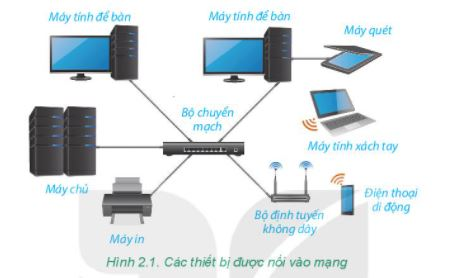 Máy tính để bàn
Máy tính để bàn
Máy quét
Bộ chuyển
mạch
Máy tính xách tay
Máy chủ
Điện thoại
di động
Bộ định tuyến
không dây
Máy in
Hình 2.1. Các thiết bị được nối vào mạng